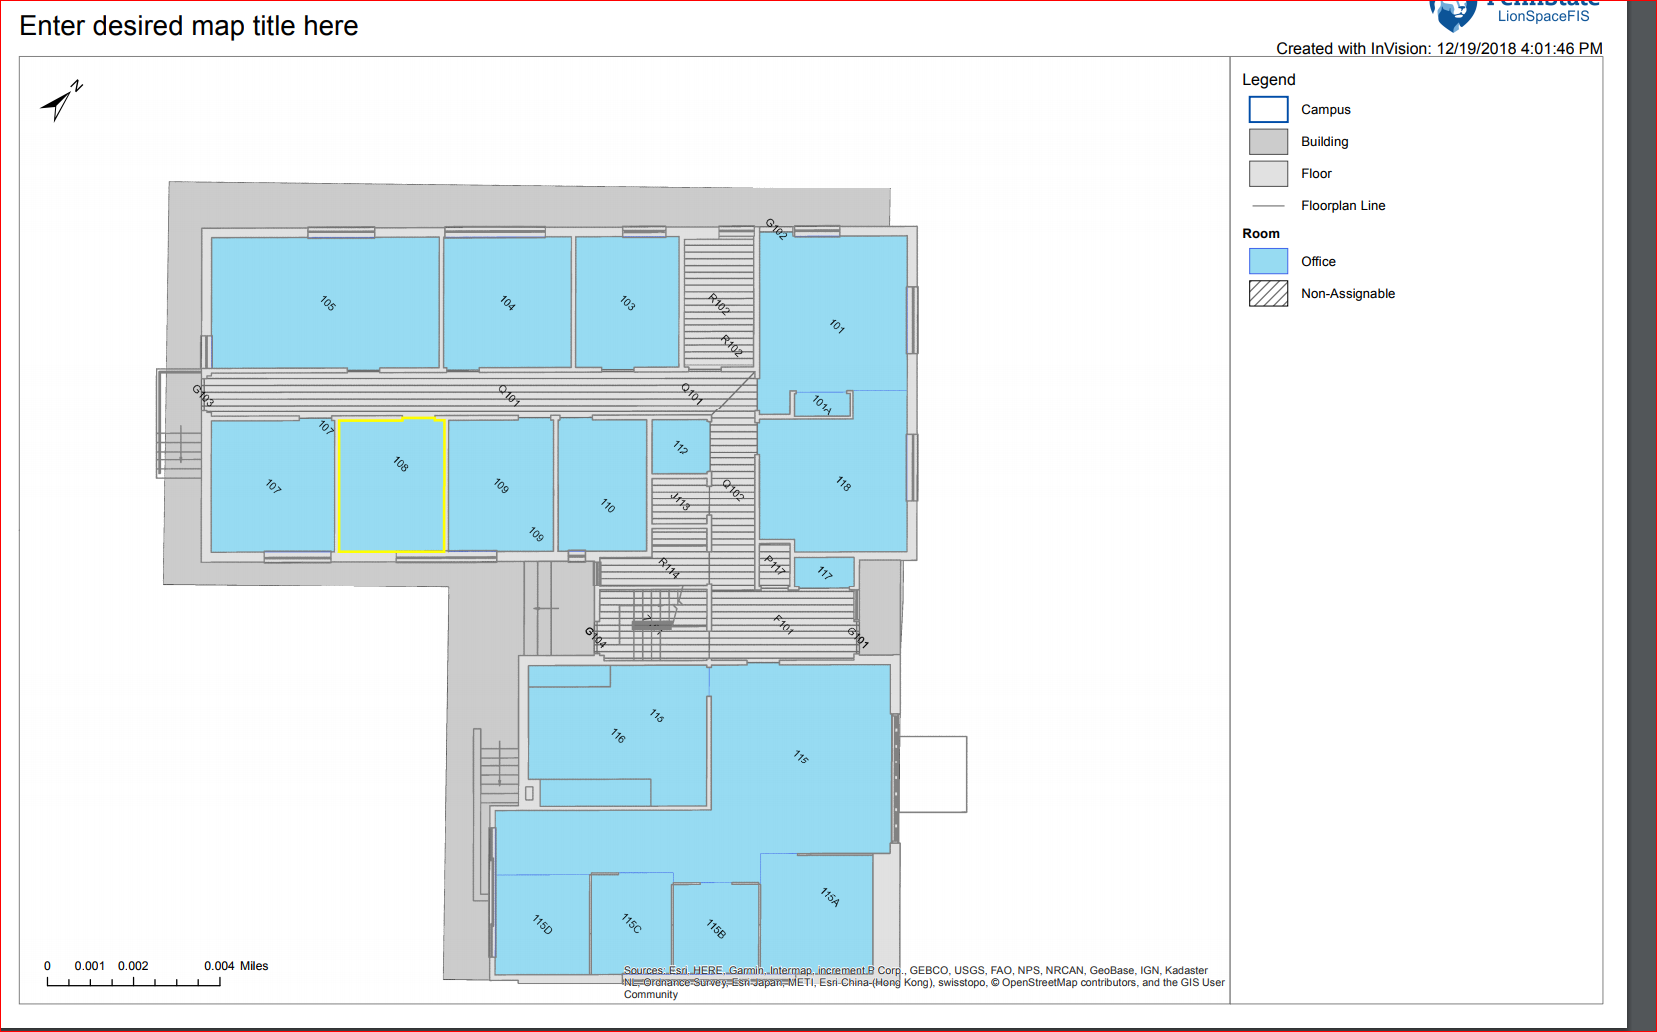 Enter desired map title here
LionSpaceFIS
Created with InVision: 12/19/2018 4:01:46 PM
N
Legend
Campus
Building
Floor
Floorplan Line
Room
Office
Non-Assignable
G102
105
104
103
R102
R102
101
G103
Q101
Q101
101A
107
107
108
109
109
110
112
J113
Q102
118
R114
P117
117
G104
F101
G101
115
116
115
115D
115C
115B
115A
0 0.001 0.002 0.004 Miles
Sources: Esri, HERE, Garmin, Intermap, increment P Corp., GEBCO, USGS, FAO, NPS, NRCAN, GeoBase, IGN, Kadaster
NL, Ordnance Survey, Esri Japan, METI, Esri China (Hong Kong), swisstopo, © OpenStreetMap contributors, and the GIS User
Community